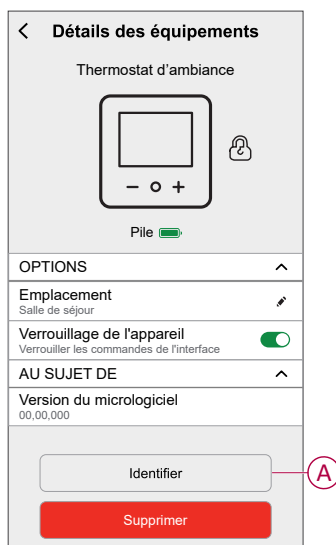 Détails des équipements
Thermostat d’ambiance
Pile
OPTIONS
Emplacement
Salle de séjour
Verrouillage de l'appareil
Verrouiller les commandes de l'interface
AU SUJET DE
Version du micrologiciel
00,00,000
Identifier
A
Supprimer